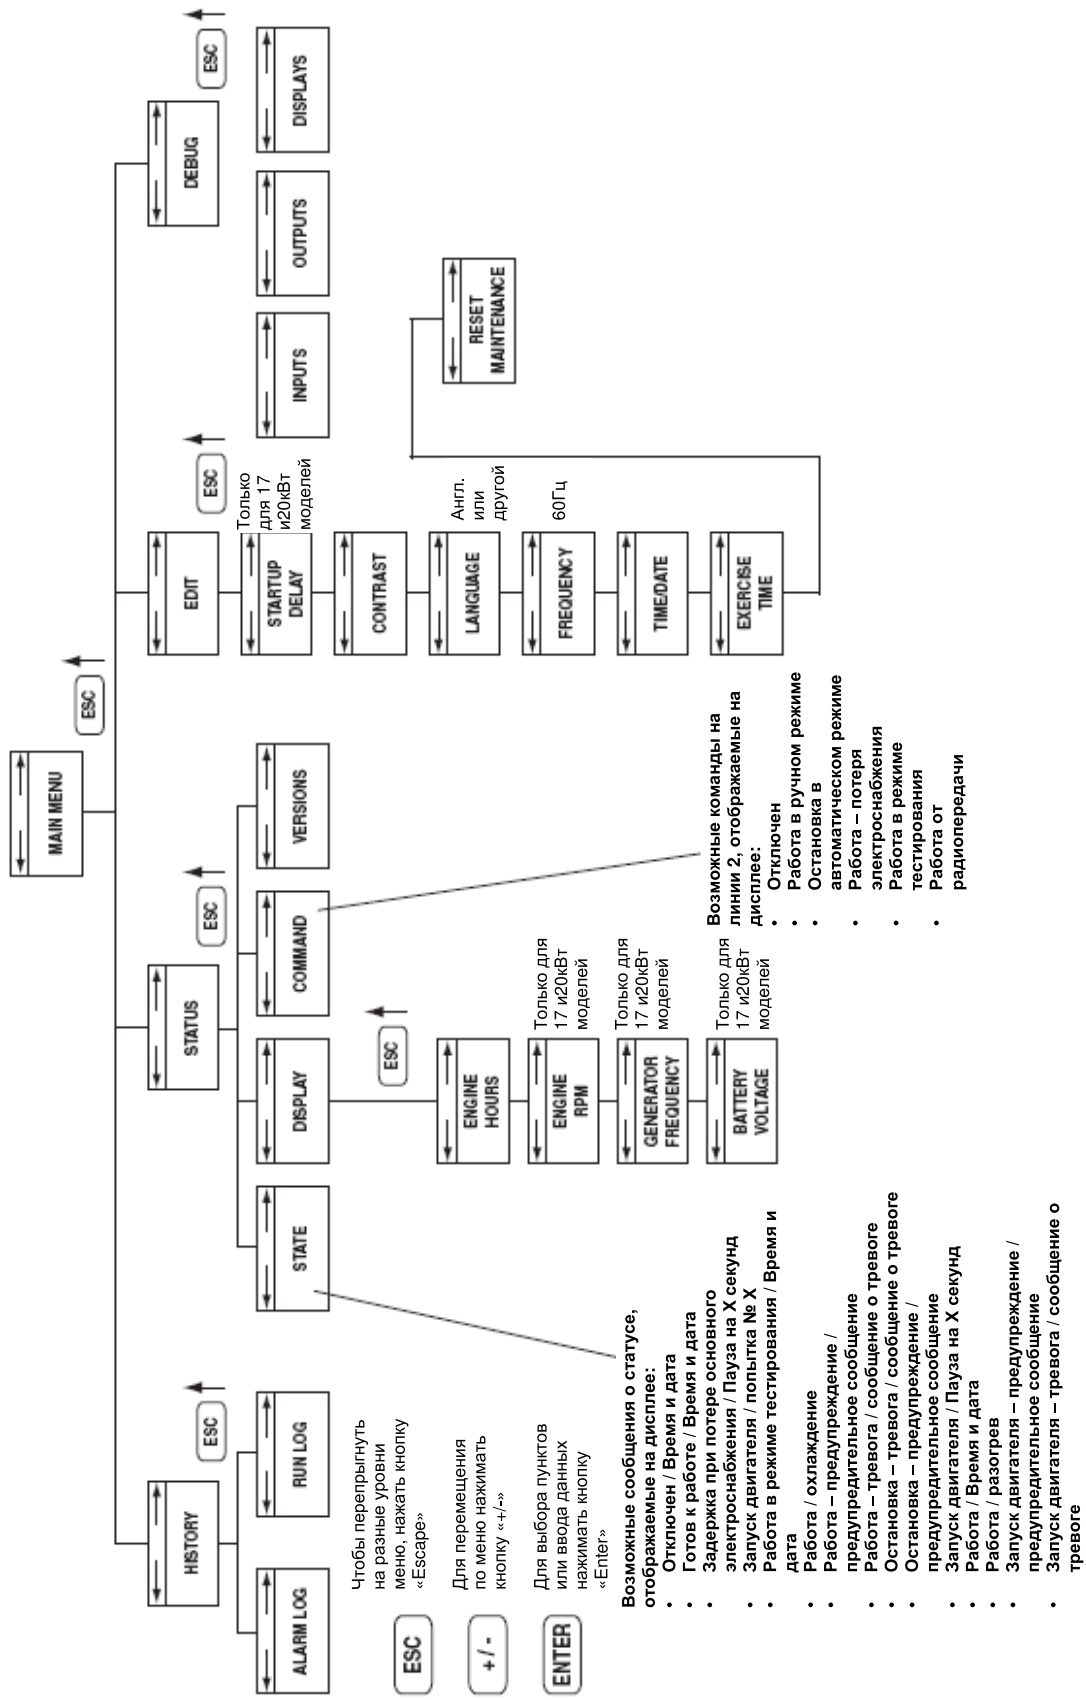 MAIN MENU
ESC
HISTORY
ESC
ALARM LOG
RUN LOG
STATUS
ESC
STATE
DISPLAY
COMMAND
VERSIONS
ESC
ENGINE
HOURS
ENGINE
RPM
Только для
17 и20кВт
моделей
GENERATOR
FREQUENCY
Только для
17 и20кВт
моделей
BATTERY
VOLTAGE
Только для
17 и20кВт
моделей
EDIT
ESC
STARTUP
DELAY
Только
для 17
и20кВт
моделей
CONTRAST
LANGUAGE
Англ.
или
другой
FREQUENCY
60Гц
TIME/DATE
EXERCISE
TIME
RESET
MAINTENANCE
DEBUG
ESC
INPUTS
OUTPUTS
DISPLAYS
ESC
Чтобы перепрыгнуть
на разные уровни
меню, нажать кнопку
«Escape»
+ / -
Для перемещения
по меню нажимать
кнопку «+/-»
ENTER
Для выбора пунктов
или ввода данных
нажимать кнопку
«Enter»
Возможные сообщения о статусе,
отображаемые на дисплее:
• Отключен / Время и дата
• Готов к работе / Время и дата
• Задержка при потере основного
электроснабжения / Пауза на X секунд
• Запуск двигателя / попытка № X
• Работа в режиме тестирования / Время и
дата
• Работа / охлаждение
• Работа – предупреждение /
предупредительное сообщение
• Работа – тревога / сообщение о тревоге
• Остановка – тревога / сообщение о тревоге
• Остановка – предупреждение /
предупредительное сообщение
• Запуск двигателя / Пауза на X секунд
• Работа / Время и дата
• Работа / разогрев
• Запуск двигателя – предупреждение /
предупредительное сообщение
• Запуск двигателя – тревога / сообщение о
тревоге
Возможные команды на
линии 2, отображаемые на
дисплее:
• Отключен
• Работа в ручном режиме
• Остановка в
автоматическом режиме
• Работа – потеря
электроснабжения
• Работа в режиме
тестирования
• Работа от
радиопередачи